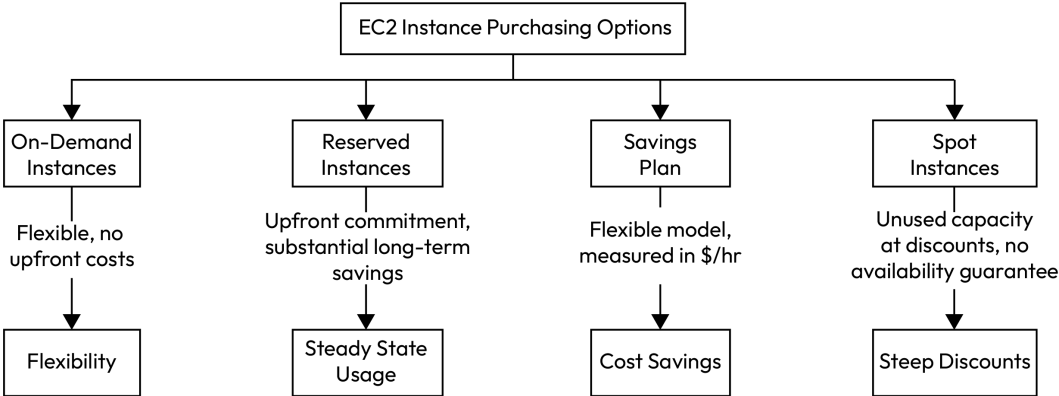 EC2 Instance Purchasing Options
On-Demand
Instances
Reserved
Instances
Savings
Plan
Spot
Instances
Flexible, no
upfront costs
Upfront commitment,
substantial long-term
savings
Flexible model,
measured in $/hr
Unused capacity
at discounts, no
availability guarantee
Flexibility
Steady State
Usage
Cost Savings
Steep Discounts